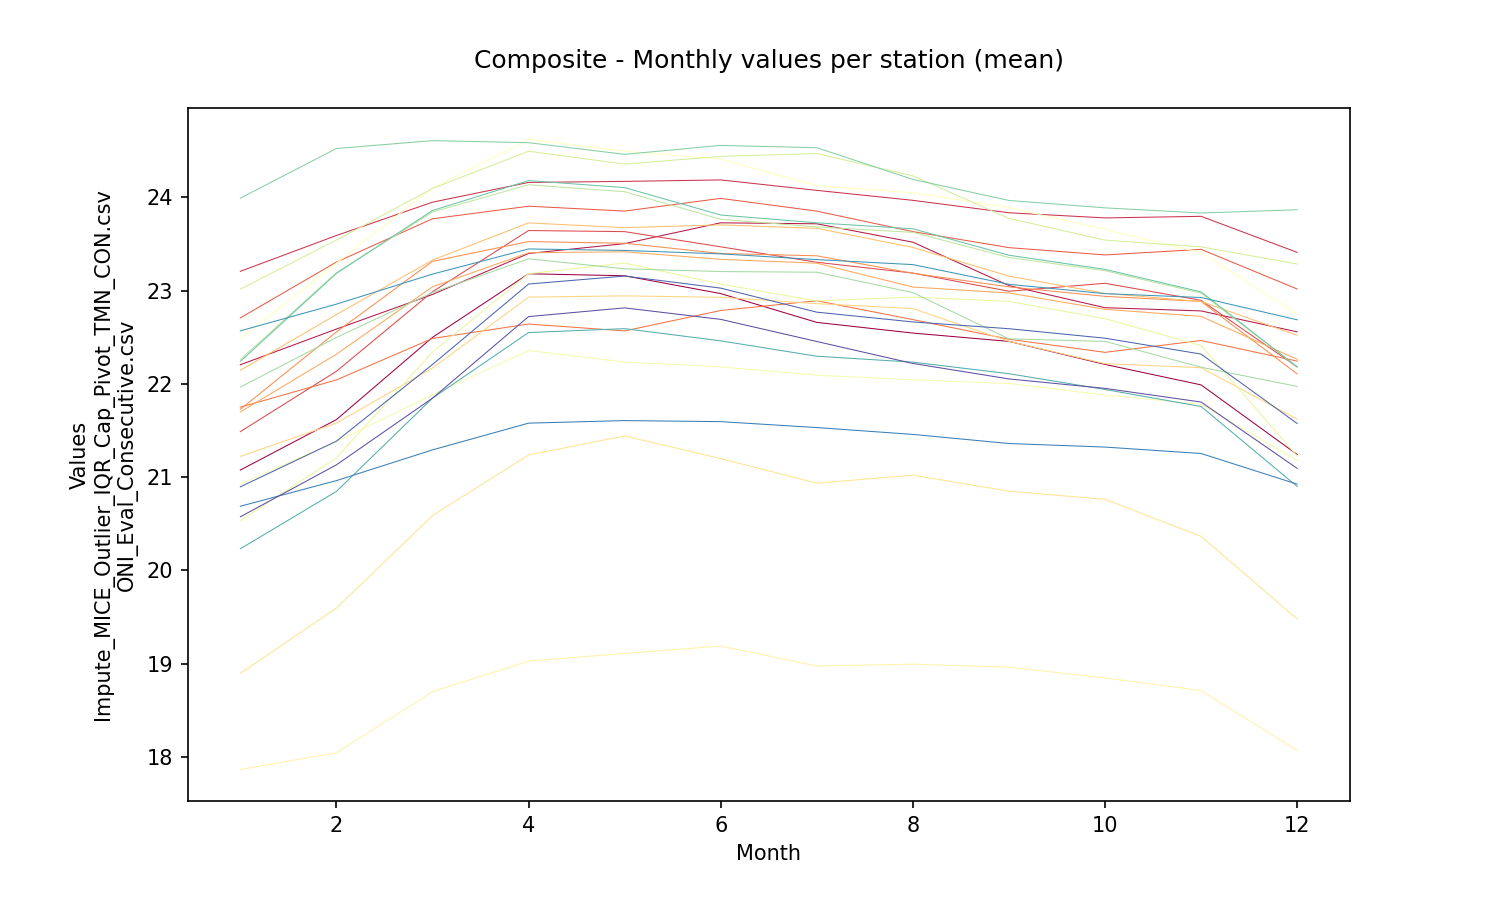 Composite - Monthly values per station (mean)
Values
Impute_MICE_Outlier_IQR_Cap_Pivot_TMN_CON.csv
ONI_Eval_Consecutive.csv
24
23
22
21
20
19
18
2 4 6 8 10 12
Month